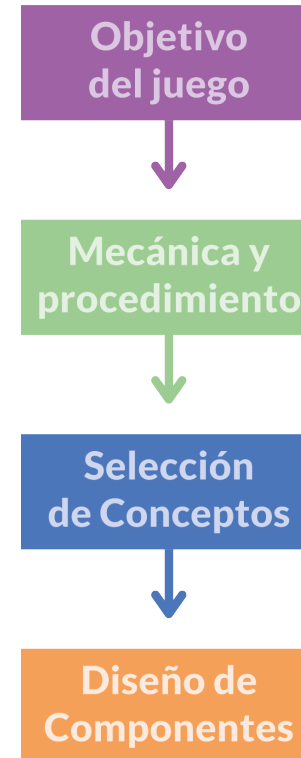 Objetivo
del juego
Mecánica y
procedimiento
Selección
de Conceptos
Diseño de
Componentes